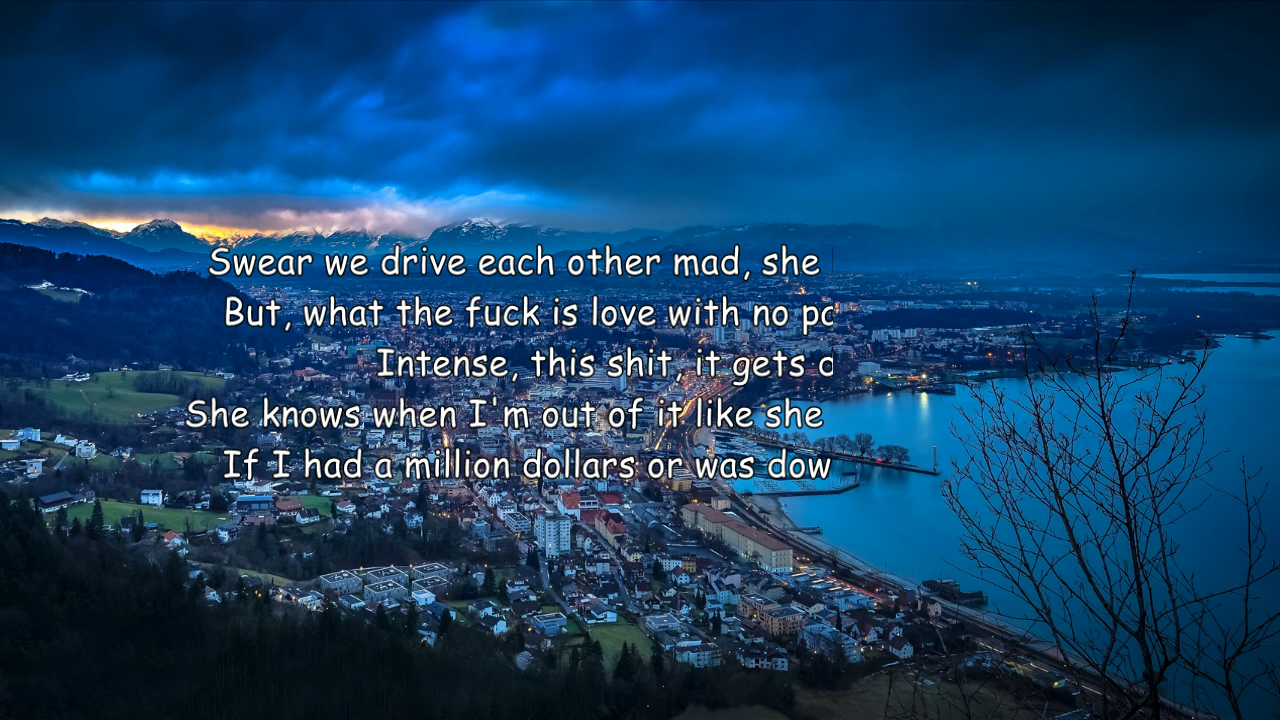 Swear we drive each other mad, she
But, what the fuck is love with no
Intense, this shit, it gets
She knows when I'm out of it like she
If I had a million dollars or was